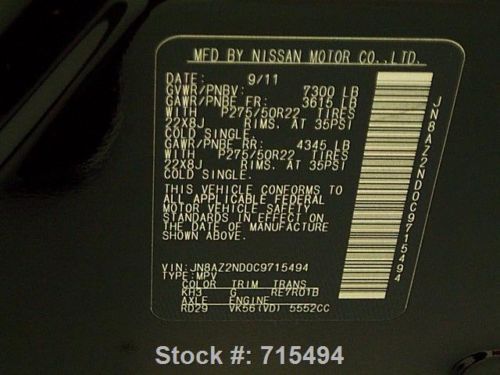 MFD BY NISSAN MOTOR CO.,LTD.
DATE: 9/11
GVWR/PNBV: 7300 LB
GAWR/PNBE FR: 3615 LB
WITH P275/50R22 TIRES
22X8J RIMS. AT 35PSI
COLD SINGLE.
GAWR/PNBE RR: 4345 LB
WITH P275/50R22 TIRES
22X8J RIMS. AT 35PSI
COLD SINGLE.
THIS VEHICLE CONFORMS TO
ALL APPLICABLE FEDERAL
MOTOR VEHICLE SAFETY
STANDARDS IN EFFECT ON
THE DATE OF MANUFACTURE
SHOWN ABOVE.
VIN: JN8AZ2ND0C9715494
TYPE: MPV
COLOR TRIM TRANS
KH3 G RE7R01B
AXLE ENGINE
RD29 VK56(VD) 5552CC
JN8AZ2ND0C9715494
Stock #: 715494